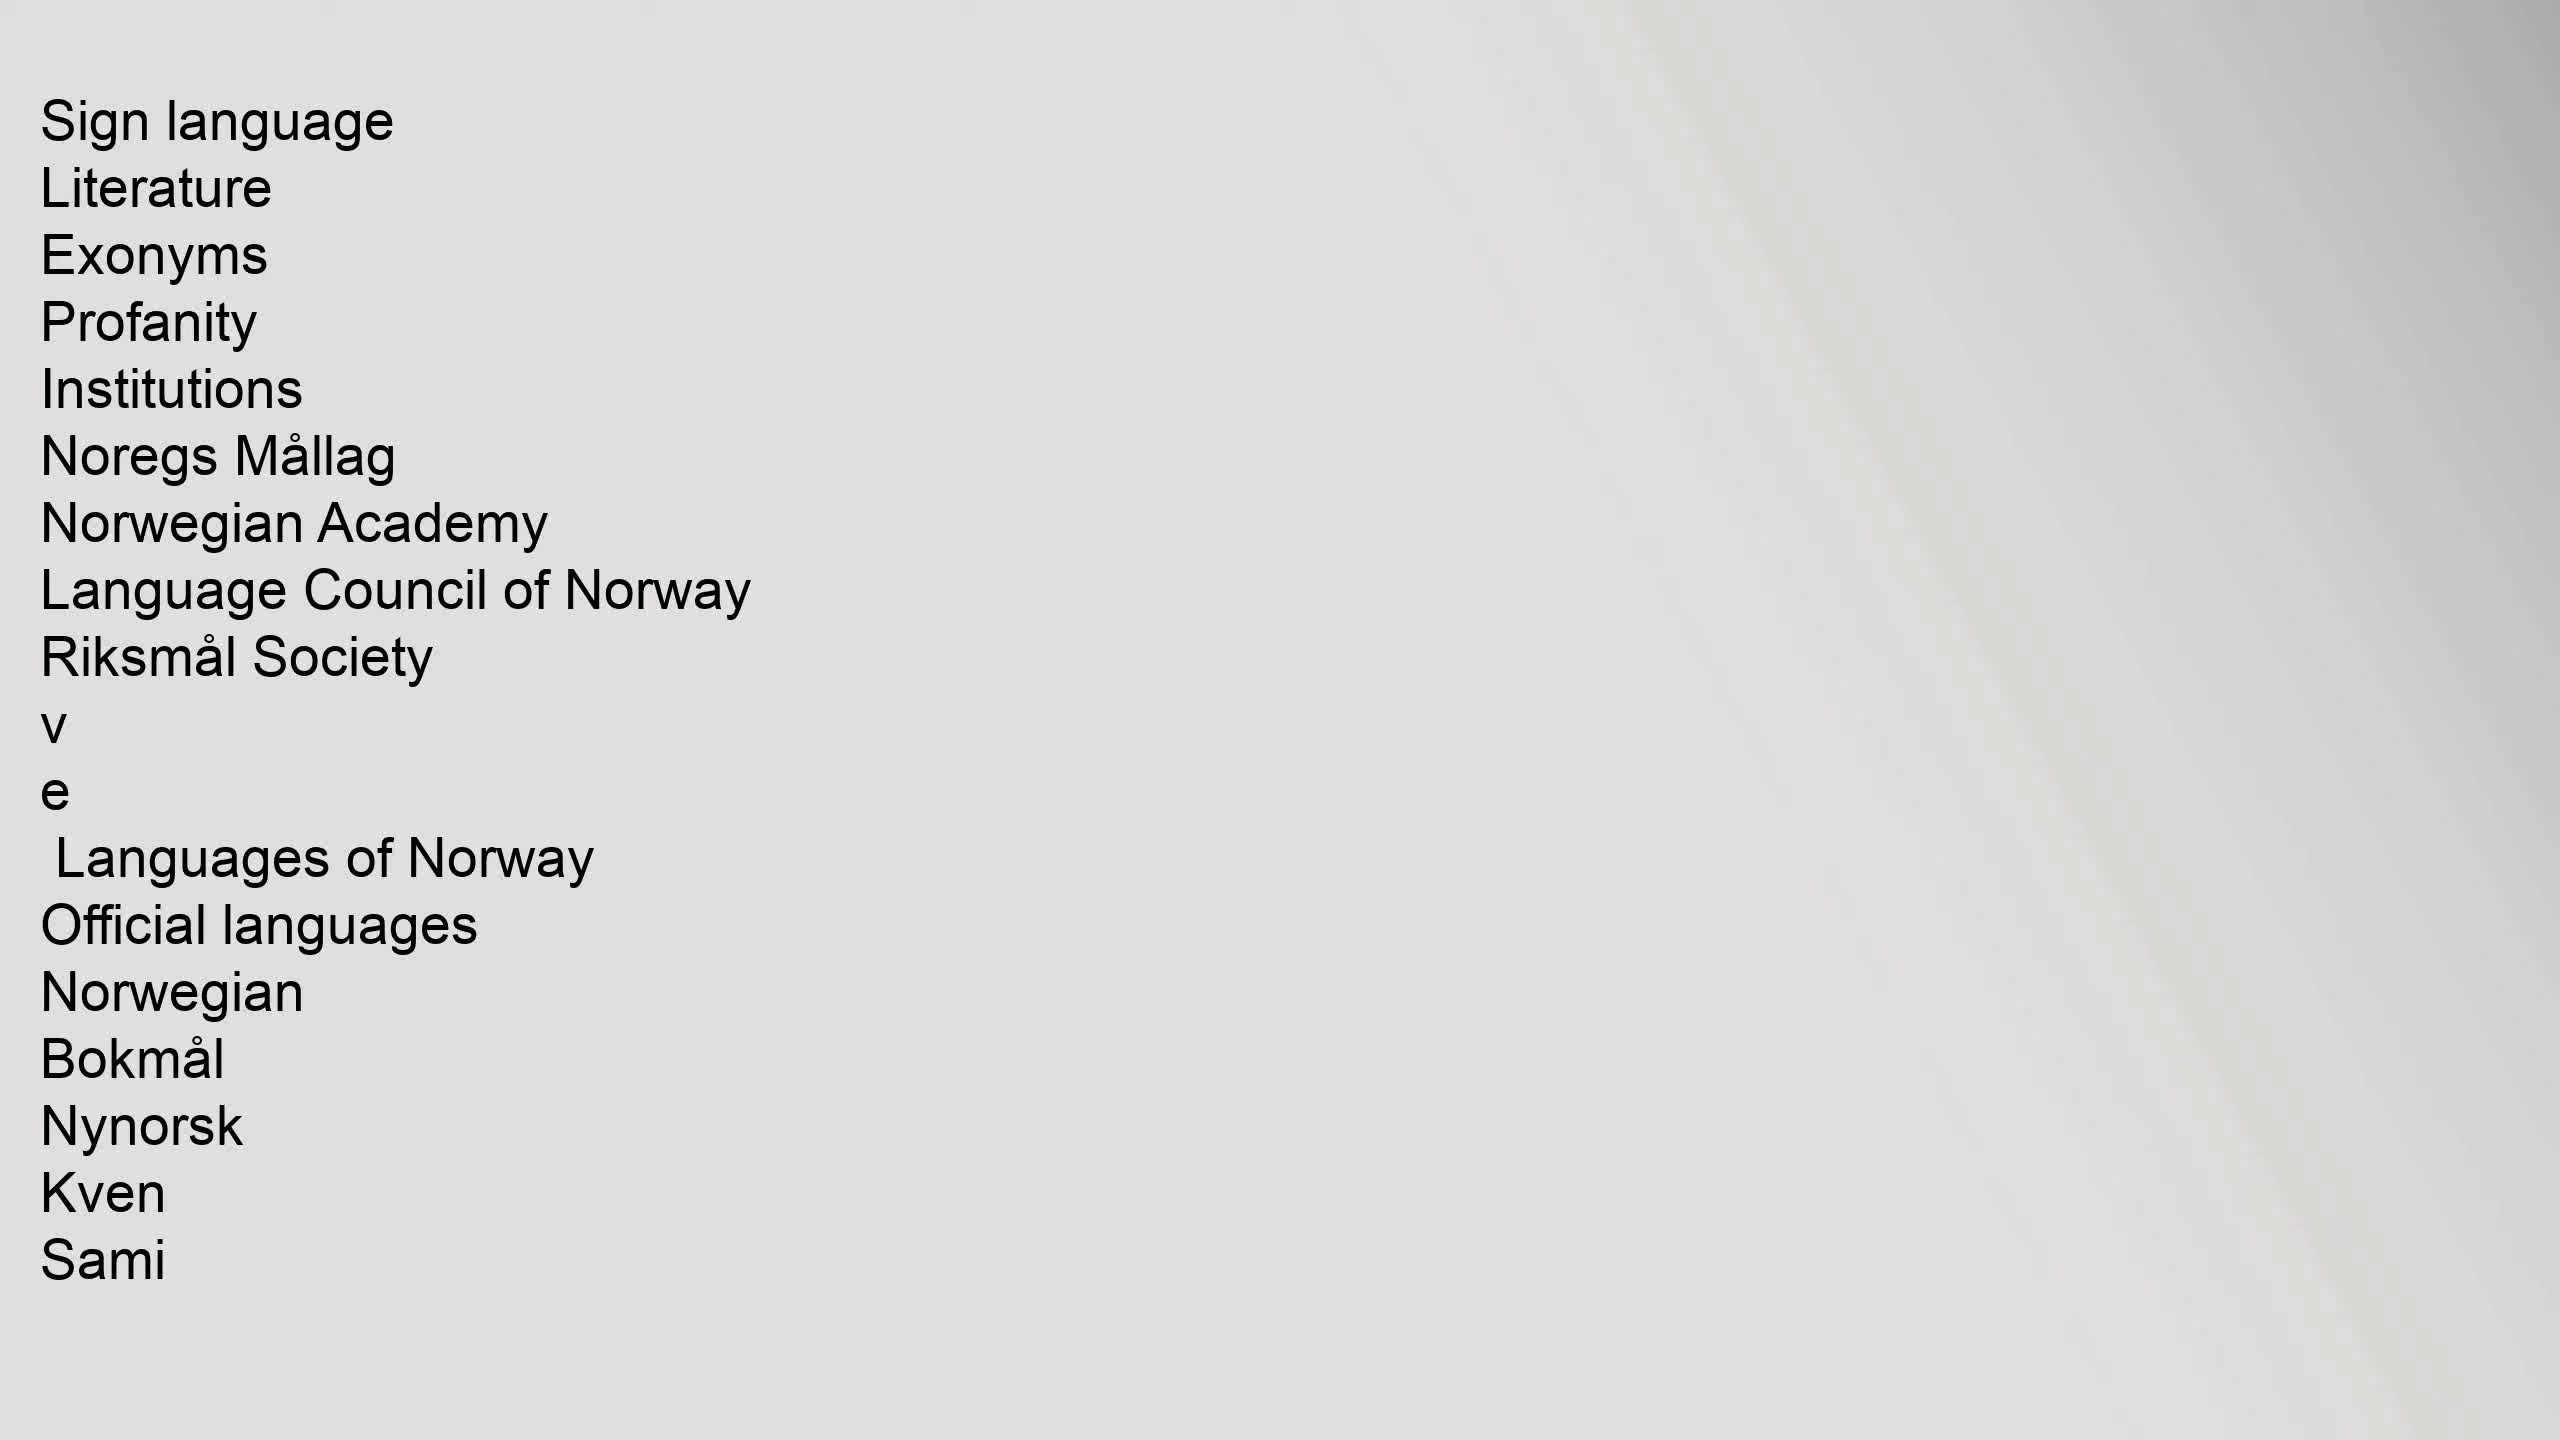 Sign language
Literature
Exonyms
Profanity
Institutions
Noregs Mållag
Norwegian Academy
Language Council of Norway
Riksmål Society
v
e
Languages of Norway
Official languages
Norwegian
Bokmål
Nynorsk
Kven
Sami